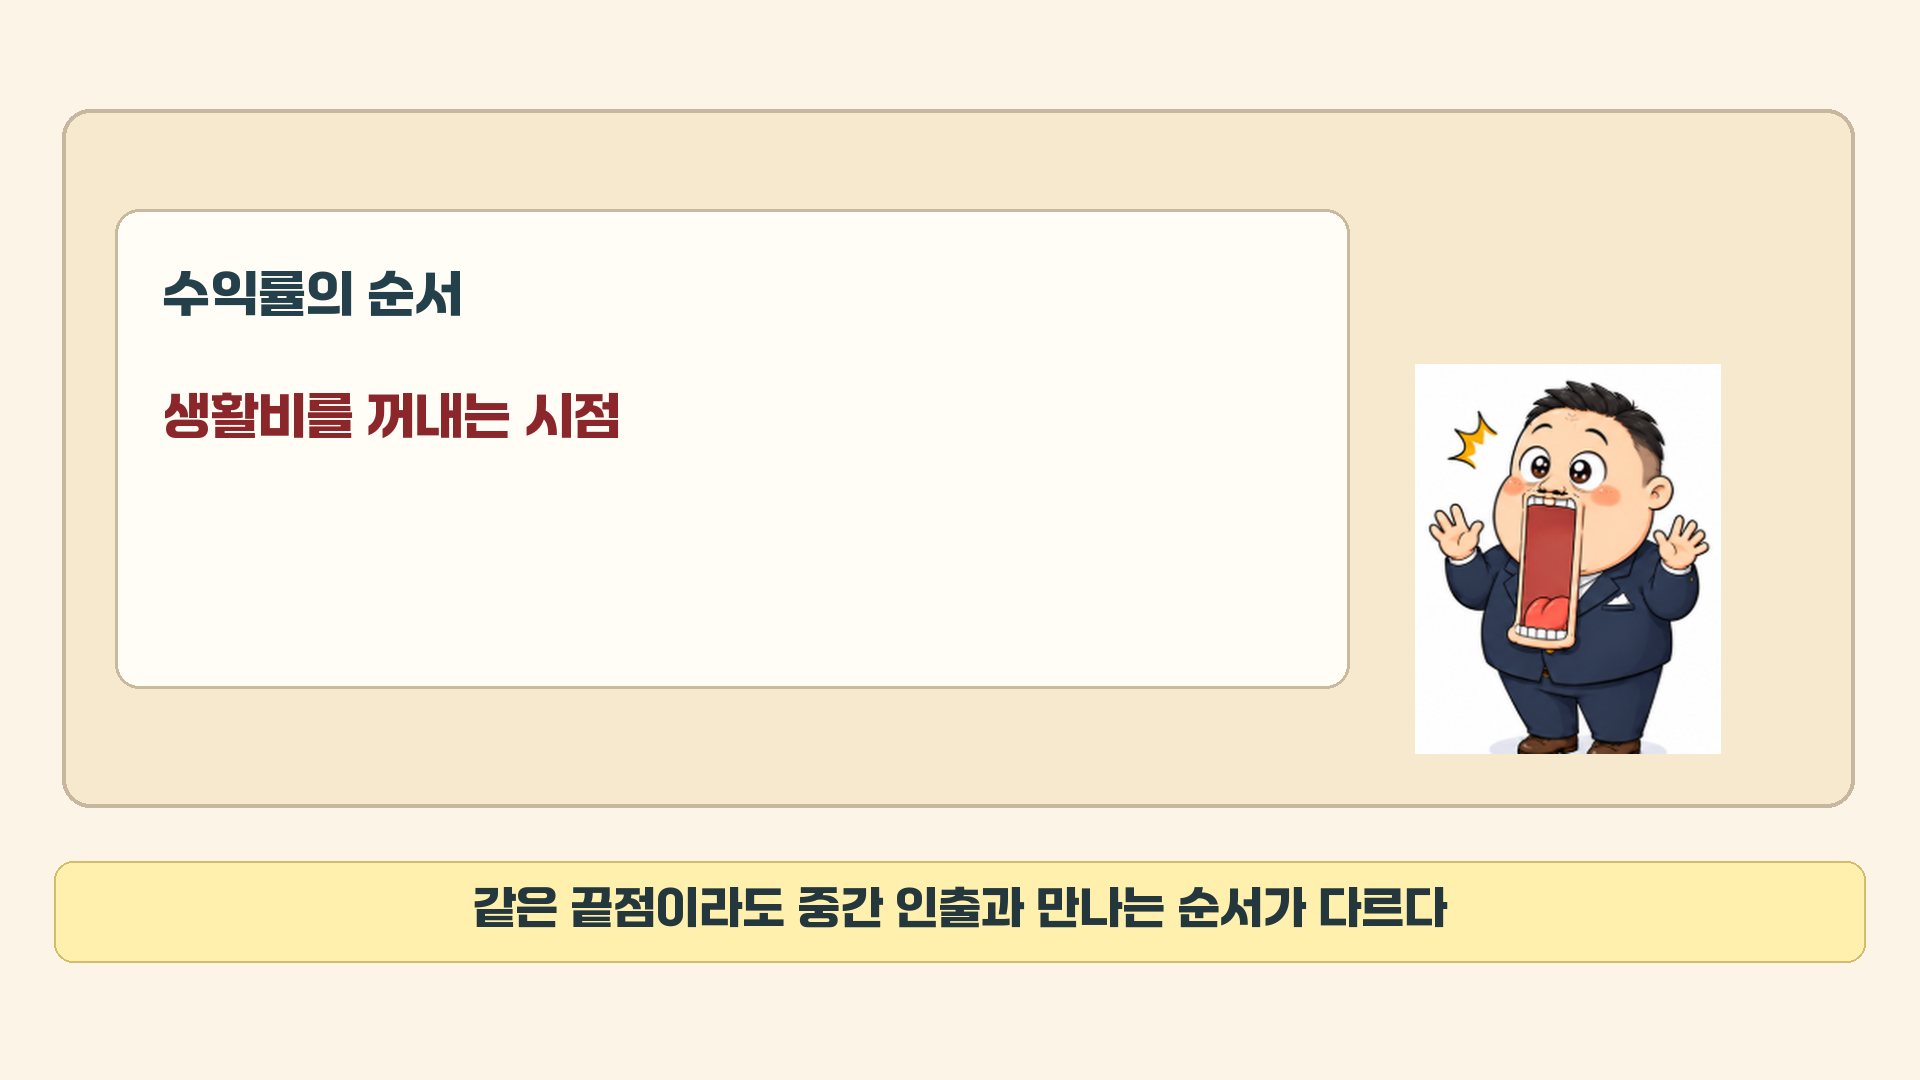 수익률의 순서
생활비를 꺼내는 시점
같은 끝점이라도 중간 인출과 만나는 순서가 다르다